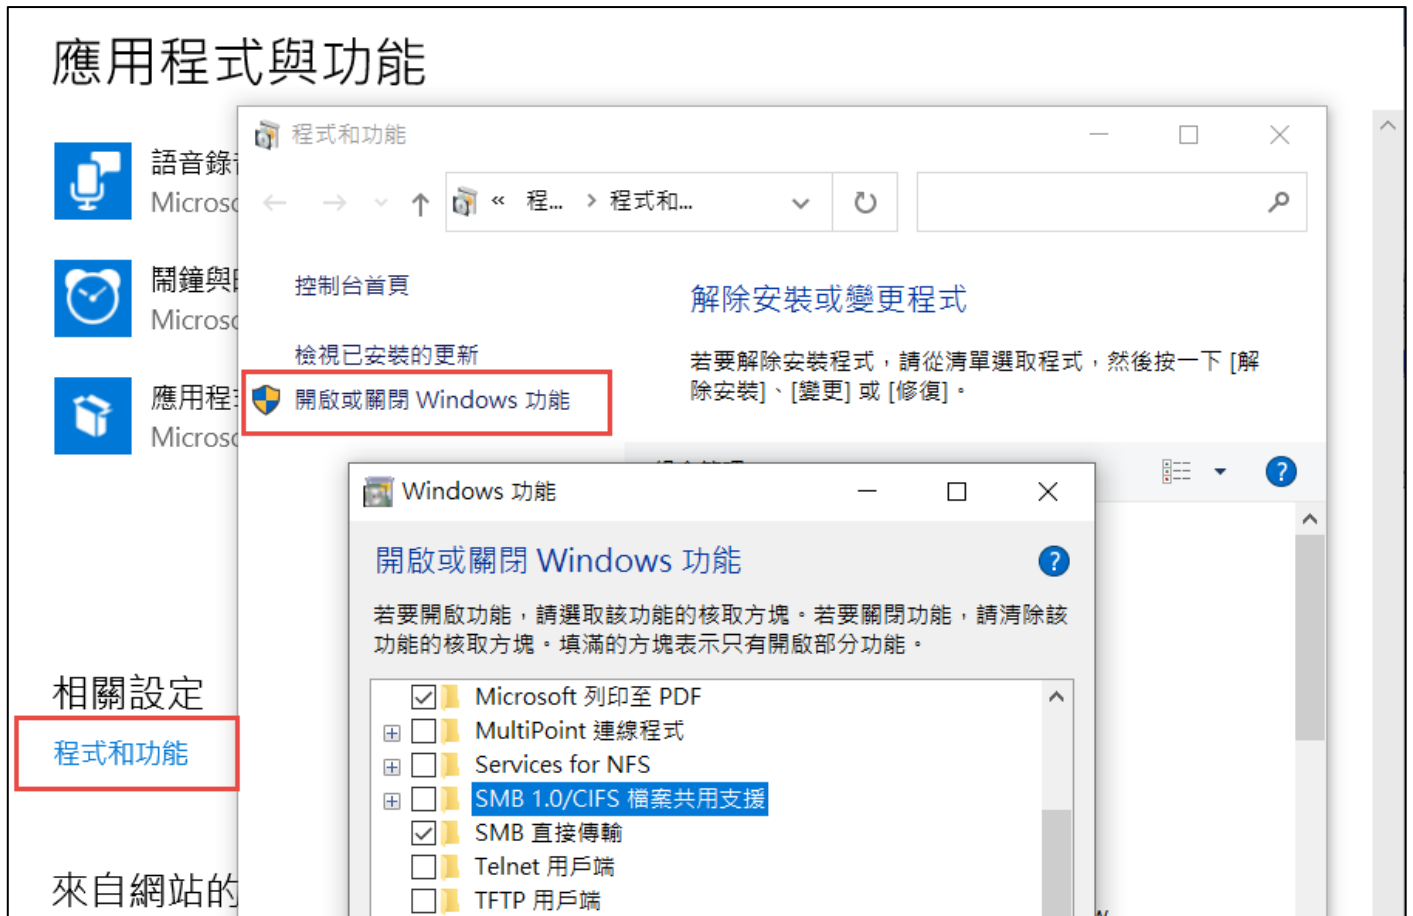 應用程式與功能
語音錄
Microso
鬧鐘與
Microso
應用程
Microso
相關設定
程式和功能
來自網站的
程式和功能
« 程... > 程式和...
控制台首頁
檢視已安裝的更新
開啟或關閉 Windows 功能
解除安裝或變更程式
若要解除安裝程式，請從清單選取程式，然後按一下 [解
除安裝]、[變更] 或 [修復]。
Windows 功能
開啟或關閉 Windows 功能
若要開啟功能，請選取該功能的核取方塊。若要關閉功能，請清除該
功能的核取方塊。填滿的方塊表示只有開啟部分功能。
Microsoft 列印至 PDF
MultiPoint 連線程式
Services for NFS
SMB 1.0/CIFS 檔案共用支援
SMB 直接傳輸
Telnet 用戶端
TFTP 用戶端